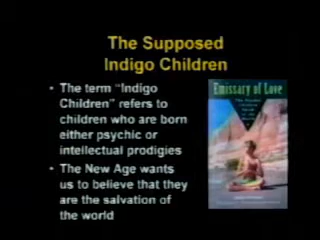 The Supposed
Indigo Children
• The term "Indigo
Children" refers to
children who are born
either psychic or
intellectual prodigies
• The New Age wants
us to believe that they
are the salvation of
the world
Emissary of Love